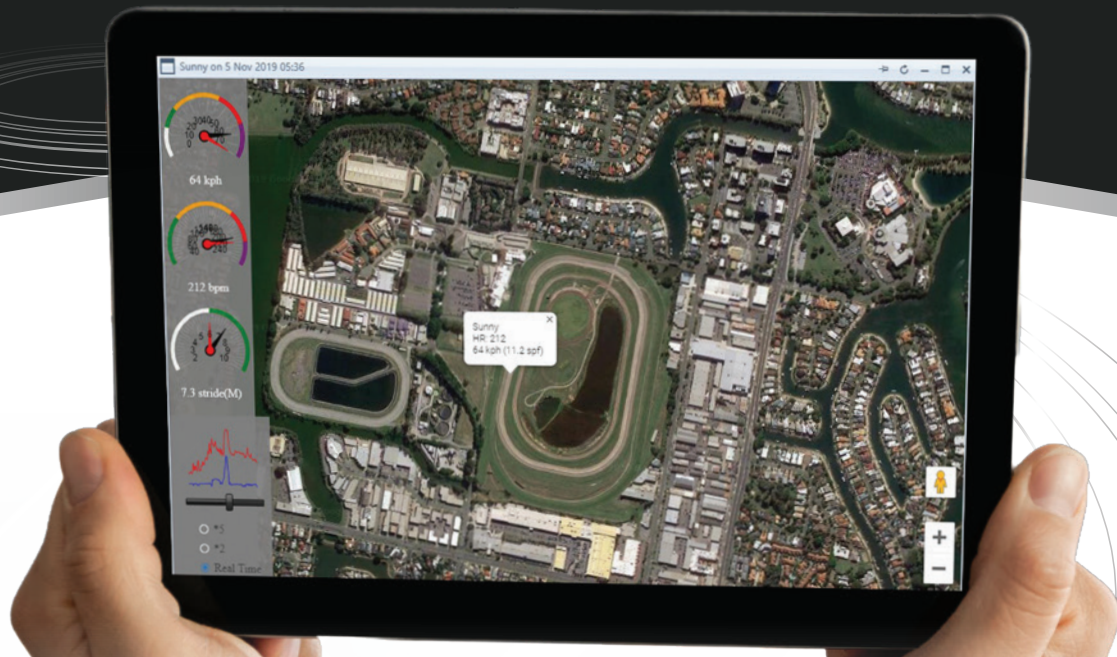 Sunny on 5 Nov 2019 05:36
64 kph
212 bpm
7.3 stride(M)
*5
*2
Real Time
Sunny
HR: 212
64 kph (11.2 spf)
+
−